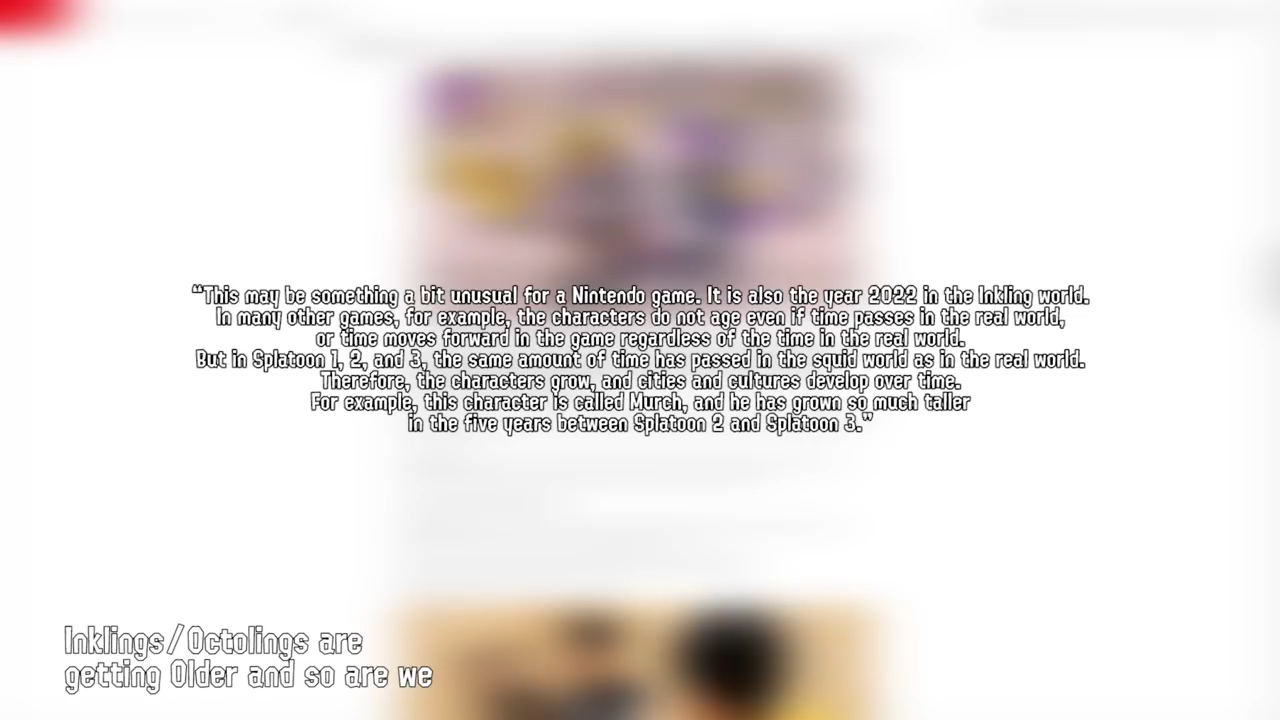 “This may be something a bit unusual for a Nintendo game. It is also the year 2022 in the Inkling world.
In many other games, for example, the characters do not age even if time passes in the real world,
or time moves forward in the game regardless of the time in the real world.
But in Splatoon 1, 2, and 3, the same amount of time has passed in the squid world as in the real world.
Therefore, the characters grow, and cities and cultures develop over time.
For example, this character is called Murch, and he has grown so much taller
in the five years between Splatoon 2 and Splatoon 3.”
Inklings/Octolings are
getting Older and so are we